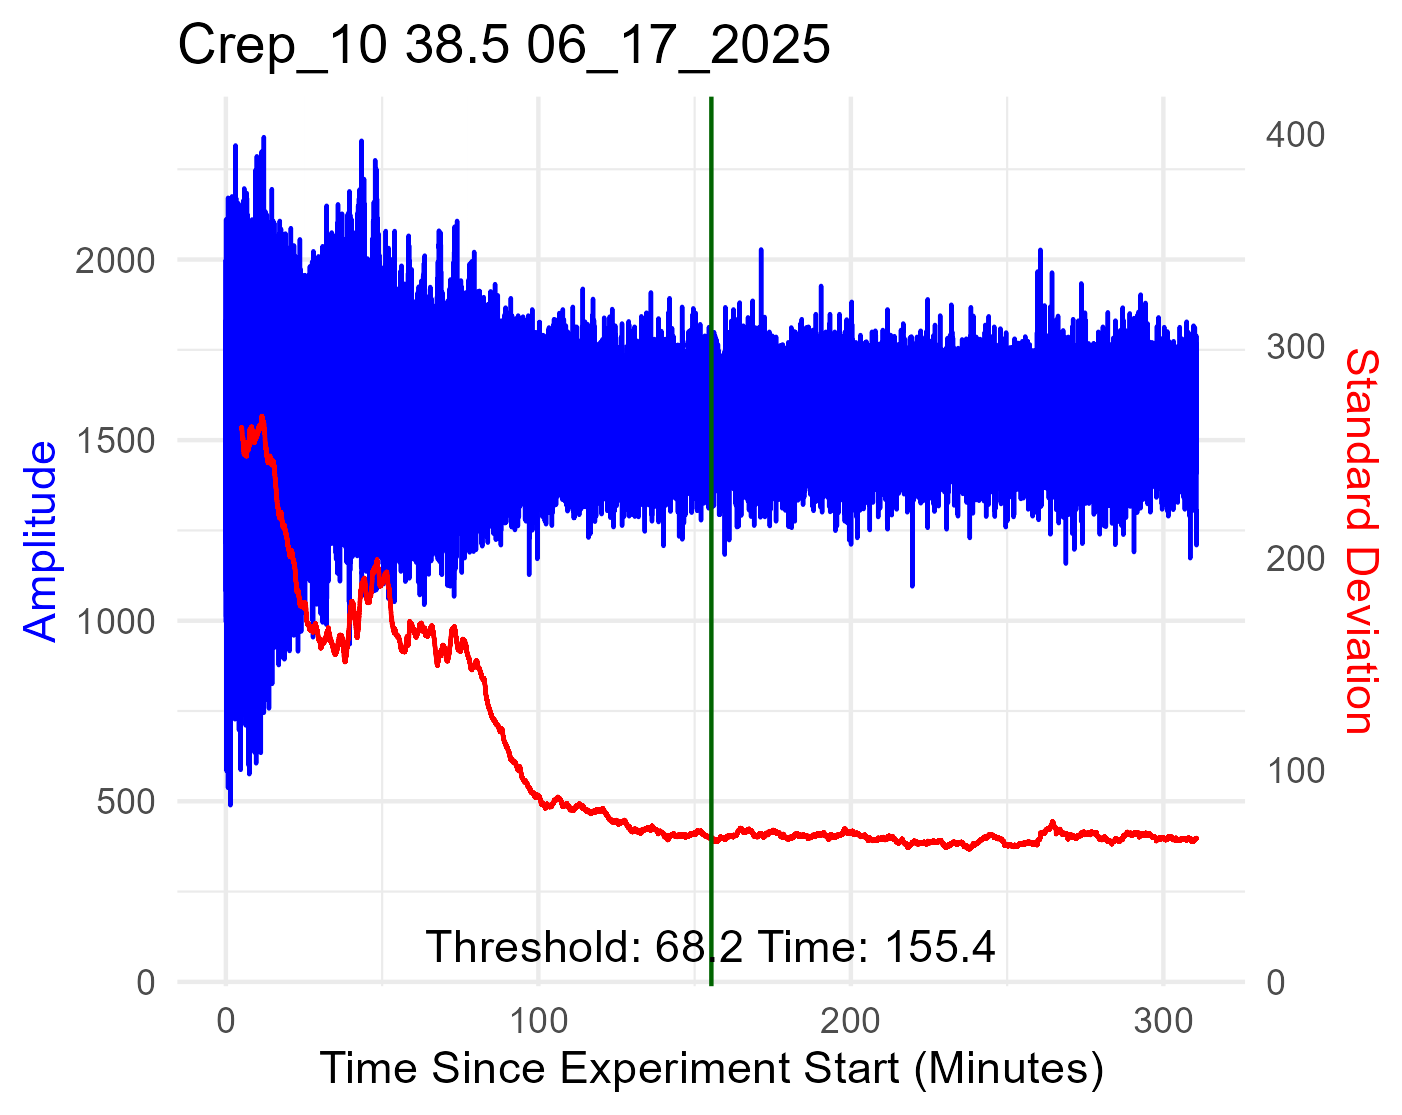 Crep_10 38.5 06_17_2025
400
2000
300
1500
200
1000
100
500
0
0
Amplitude
Standard Deviation
Threshold: 68.2 Time: 155.4
0 100 200 300
Time Since Experiment Start (Minutes)